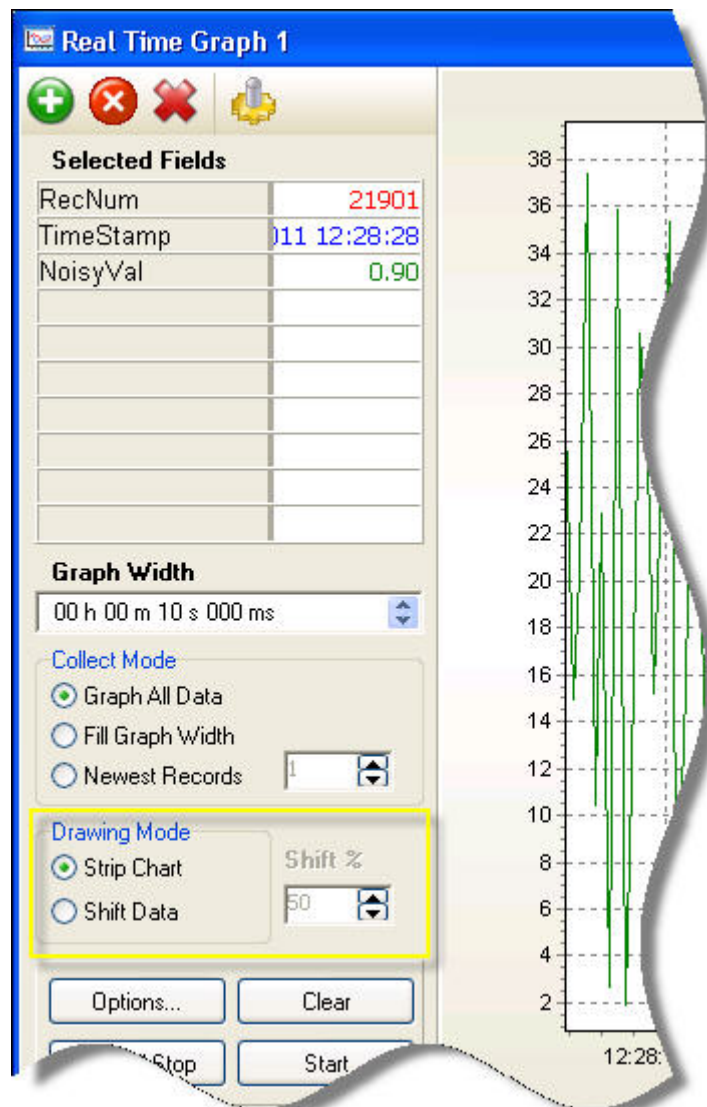 Real Time Graph 1
Selected Fields
RecNum 21901
TimeStamp 011 12:28:28
NoisyVal 0.90
Graph Width
00 h 00 m 10 s 000 ms
Collect Mode
Graph All Data
Fill Graph Width
Newest Records 1
Drawing Mode
Strip Chart
Shift Data
Shift %
50
Options... Clear
Stop Start
38
36
34
32
30
28
26
24
22
20
18
16
14
12
10
8
6
4
2
12:28: